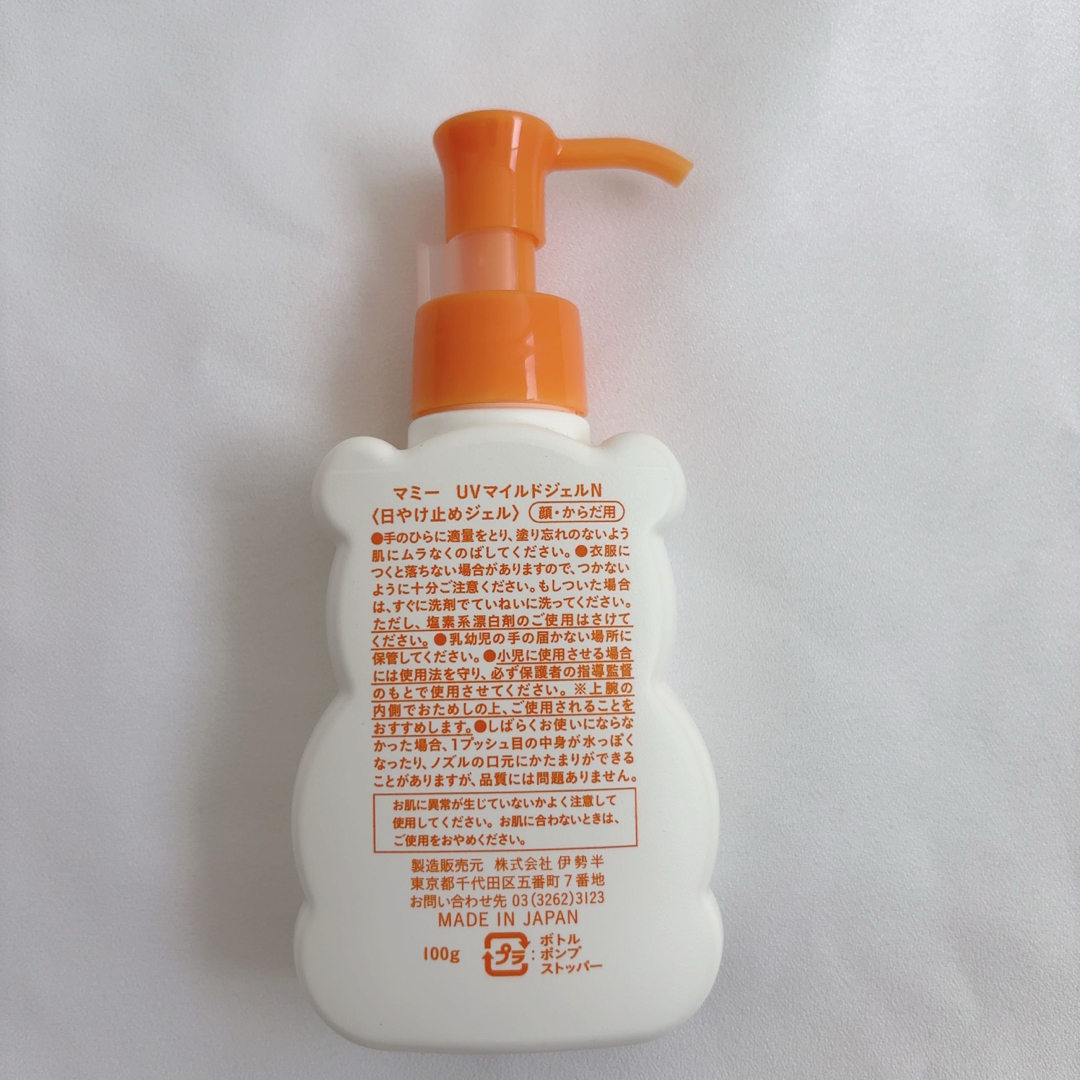 マミー UVマイルドジェルN
〈日やけ止めジェル〉 顔・からだ用
●手のひらに適量をとり、塗り忘れのないよう
肌にムラなくのばしてください。●衣服に
つくと落ちない場合がありますので、つかない
ように十分ご注意ください。もしついた場合
は、すぐに洗剤でていねいに洗ってください。
ただし、塩素系漂白剤のご使用はさけて
ください。●乳幼児の手の届かない場所に
保管してください。●小児に使用させる場合
には使用法を守り、必ず保護者の指導監督
のもとで使用させてください。※上腕の
内側でおためしの上、ご使用されることを
おすすめします。●しばらくお使いにならな
かった場合、1プッシュ目の中身が水っぽく
なったり、ノズルの口元にかたまりができる
ことがありますが、品質には問題ありません。
お肌に異常が生じていないかよく注意して
使用してください。お肌に合わないときは、
ご使用をおやめください。
製造販売元 株式会社 伊勢半
東京都千代田区五番町7番地
お問い合わせ先 03(3262)3123
MADE IN JAPAN
100g プラ : ボトル
ポンプ
ストッパー